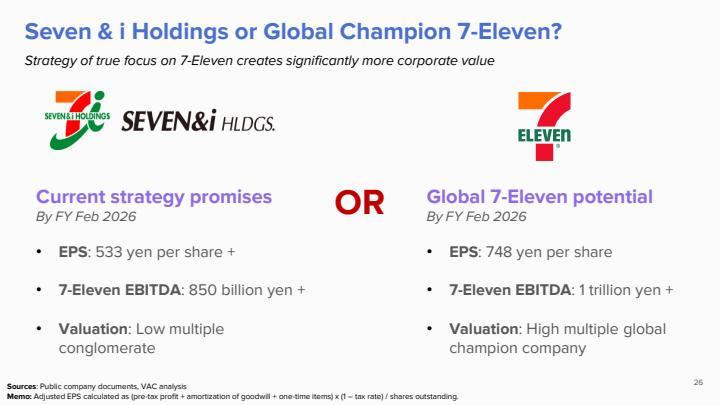 Seven & i Holdings or Global Champion 7-Eleven?
Strategy of true focus on 7-Eleven creates significantly more corporate value
SEVEN & i HOLDINGS
SEVEN&i HLDGS.
7
ELEVEN
®
Current strategy promises
By FY Feb 2026
• EPS: 533 yen per share +
• 7-Eleven EBITDA: 850 billion yen +
• Valuation: Low multiple
conglomerate
OR
Global 7-Eleven potential
By FY Feb 2026
• EPS: 748 yen per share
• 7-Eleven EBITDA: 1 trillion yen +
• Valuation: High multiple global
champion company
Sources: Public company documents, VAC analysis
Memo: Adjusted EPS calculated as (pre-tax profit + amortization of goodwill + one-time items) x (1 – tax rate) / shares outstanding.
26